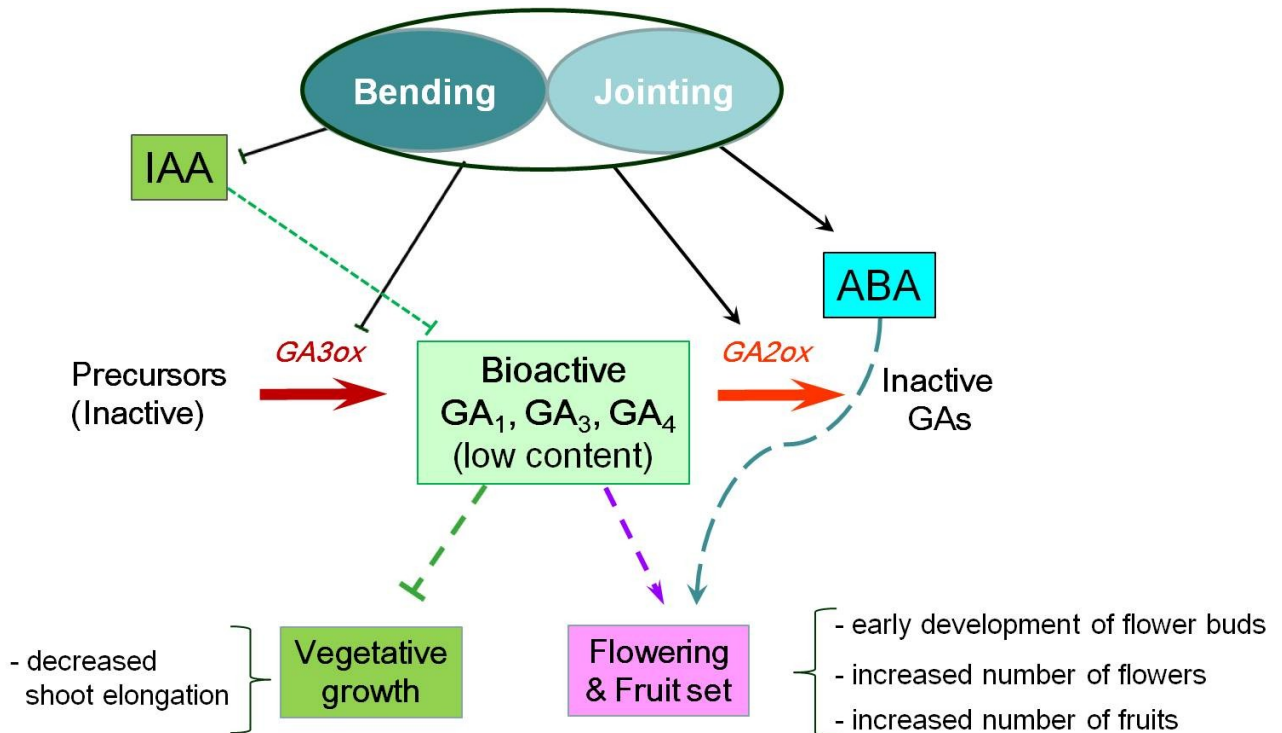 Bending
Jointing
IAA
ABA
GA3ox
GA2ox
Precursors
(Inactive)
Bioactive
GA₁, GA₃, GA₄
(low content)
Inactive
GAs
- decreased
shoot elongation
Vegetative
growth
Flowering
& Fruit set
- early development of flower buds
- increased number of flowers
- increased number of fruits